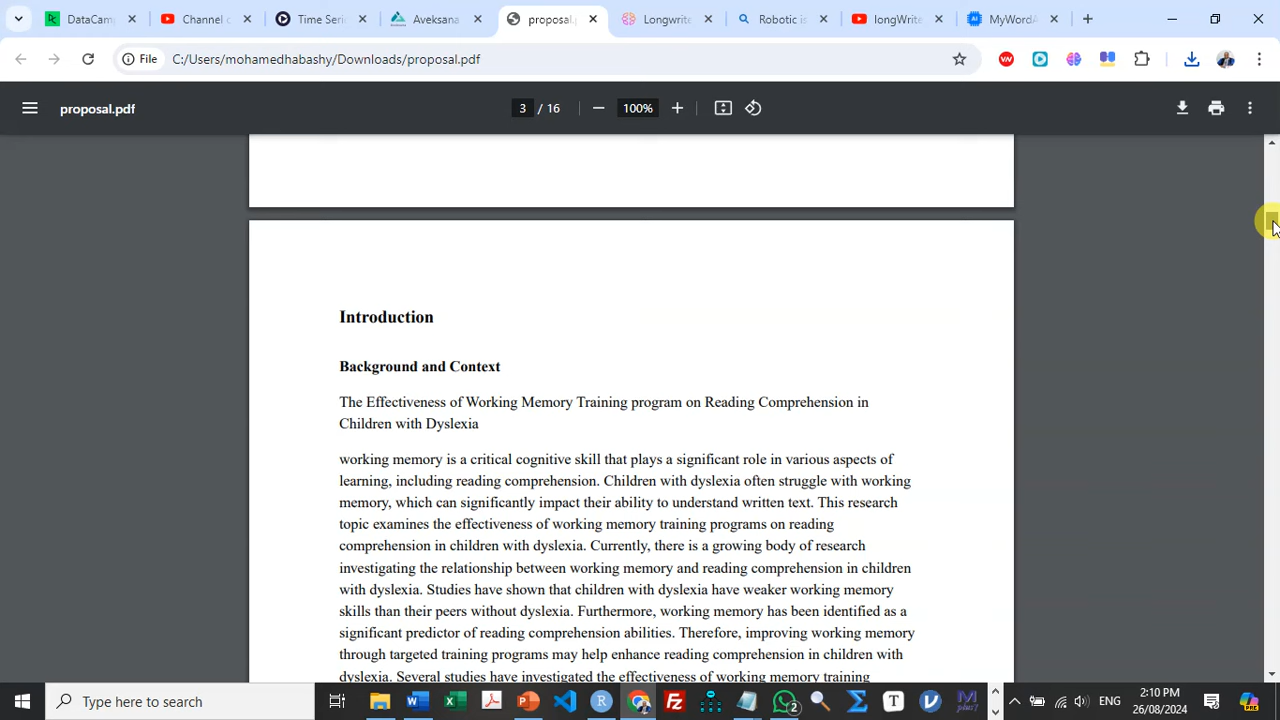 DataCamp
Channel c
Time Seri
Aveksana
proposal.p
Longwrite
Robotic is
longWrite
MyWordA
File
C:/Users/mohamedhabashy/Downloads/proposal.pdf
proposal.pdf
3 / 16
100%
Introduction
Background and Context
The Effectiveness of Working Memory Training program on Reading Comprehension in
Children with Dyslexia
working memory is a critical cognitive skill that plays a significant role in various aspects of
learning, including reading comprehension. Children with dyslexia often struggle with working
memory, which can significantly impact their ability to understand written text. This research
topic examines the effectiveness of working memory training programs on reading
comprehension in children with dyslexia. Currently, there is a growing body of research
investigating the relationship between working memory and reading comprehension in children
with dyslexia. Studies have shown that children with dyslexia have weaker working memory
skills than their peers without dyslexia. Furthermore, working memory has been identified as a
significant predictor of reading comprehension abilities. Therefore, improving working memory
through targeted training programs may help enhance reading comprehension in children with
dyslexia. Several studies have investigated the effectiveness of working memory training
Type here to search
2
ENG
2:10 PM
26/08/2024